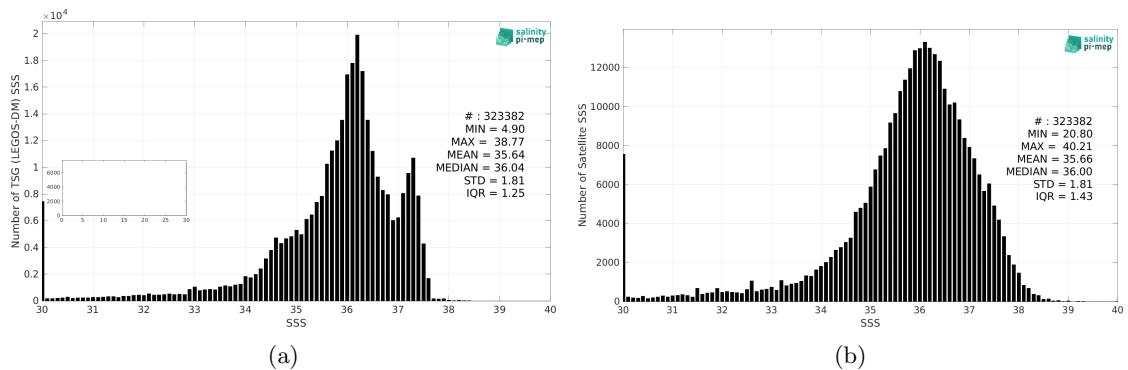 ×10⁴
2
1.8
1.6
1.4
1.2
1
0.8
0.6
0.4
0.2
0
Number of TSG (LEGOS-DM) SSS
salinity
pi-mep
# : 323382
MIN = 4.90
MAX = 38.77
MEAN = 35.64
MEDIAN = 36.04
STD = 1.81
IQR = 1.25
6000
4000
2000
0
0 5 10 15 20 25 30
30 31 32 33 34 35 36 37 38 39 40
SSS
(a)
12000
10000
8000
6000
4000
2000
0
Number of Satellite SSS
salinity
pi-mep
# : 323382
MIN = 20.80
MAX = 40.21
MEAN = 35.66
MEDIAN = 36.00
STD = 1.81
IQR = 1.43
30 31 32 33 34 35 36 37 38 39 40
SSS
(b)